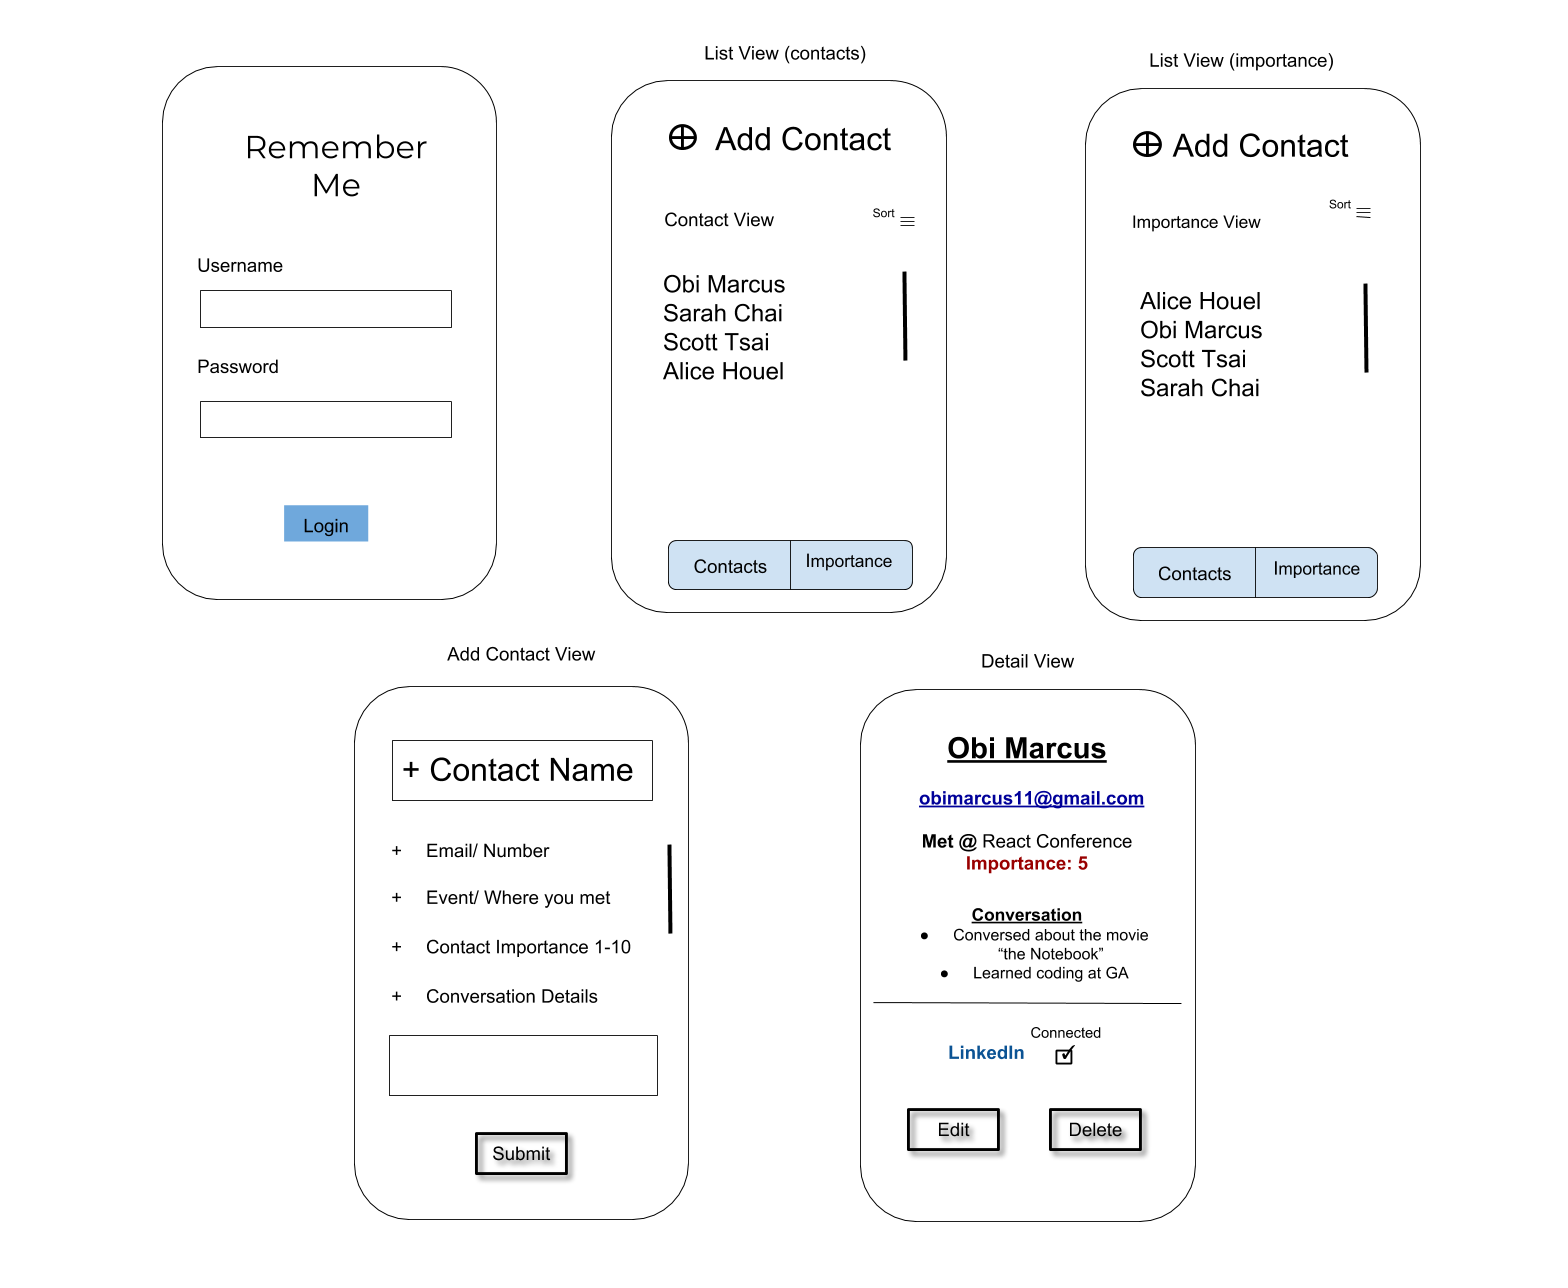 Remember
Me
Username
Password
Login
List View (contacts)
Add Contact
Contact View
Sort
Obi Marcus
Sarah Chai
Scott Tsai
Alice Houel
Contacts
Importance
List View (importance)
Add Contact
Importance View
Sort
Alice Houel
Obi Marcus
Scott Tsai
Sarah Chai
Contacts
Importance
Add Contact View
+ Contact Name
+ Email/ Number
+ Event/ Where you met
+ Contact Importance 1-10
+ Conversation Details
Submit
Detail View
Obi Marcus
obimarcus11@gmail.com
Met @ React Conference
Importance: 5
Conversation
● Conversed about the movie
“the Notebook”
● Learned coding at GA
Connected
LinkedIn
Edit
Delete